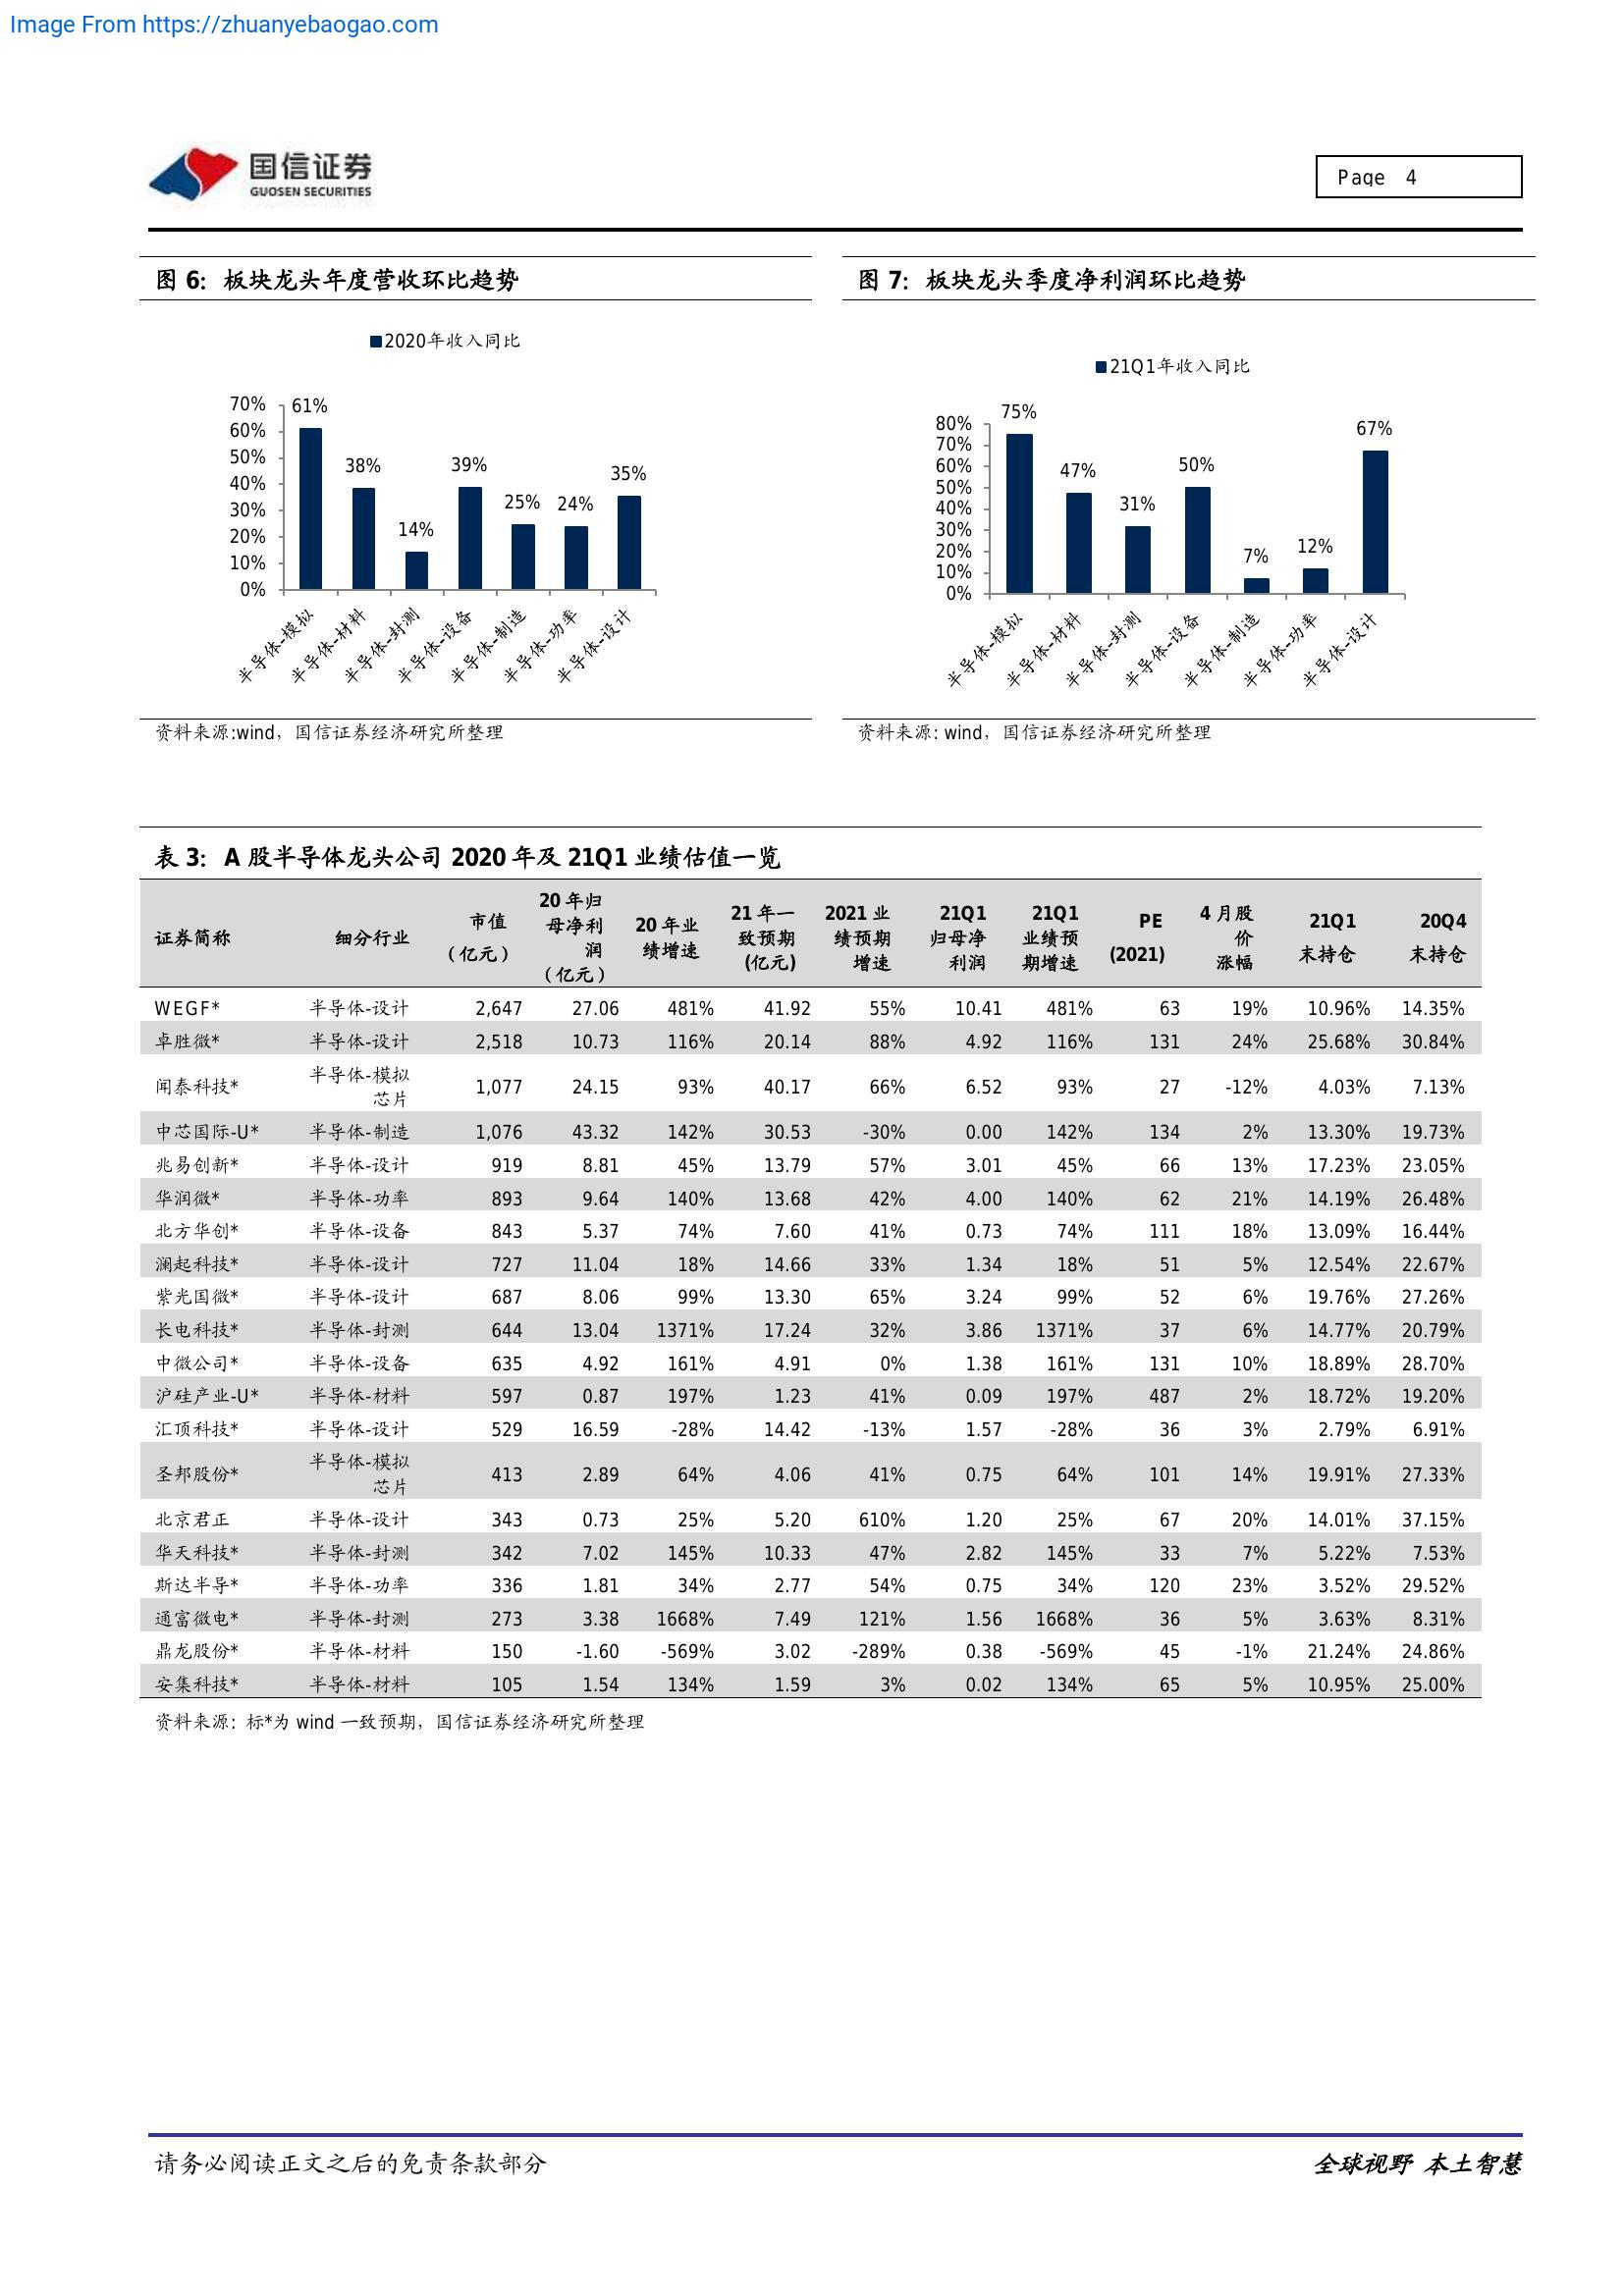 Image From https://zhuanyebaogao.com
国信证券
GUOSEN SECURITIES
Page 4
图 6：板块龙头年度营收环比趋势
2020年收入同比
70%
60%
50%
40%
30%
20%
10%
0%
61%
38%
14%
39%
25%
24%
35%
半导体-模拟
半导体-材料
半导体-封测
半导体-设备
半导体-制造
半导体-功率
半导体-设计
资料来源:wind，国信证券经济研究所整理
图 7：板块龙头季度净利润环比趋势
21Q1年收入同比
80%
70%
60%
50%
40%
30%
20%
10%
0%
75%
47%
31%
50%
7%
12%
67%
半导体-模拟
半导体-材料
半导体-封测
半导体-设备
半导体-制造
半导体-功率
半导体-设计
资料来源: wind，国信证券经济研究所整理
表 3：A 股半导体龙头公司 2020 年及 21Q1 业绩估值一览
证券简称
细分行业
市值
（亿元）
20 年归
母净利
润
（亿元）
20 年业
绩增速
21 年一
致预期
(亿元)
2021 业
绩预期
增速
21Q1
归母净
利润
21Q1
业绩预
期增速
PE
(2021)
4 月股
价
涨幅
21Q1
末持仓
20Q4
末持仓
WEGF* 半导体-设计 2,647 27.06 481% 41.92 55% 10.41 481% 63 19% 10.96% 14.35%
卓胜微* 半导体-设计 2,518 10.73 116% 20.14 88% 4.92 116% 131 24% 25.68% 30.84%
闻泰科技* 半导体-模拟
芯片 1,077 24.15 93% 40.17 66% 6.52 93% 27 -12% 4.03% 7.13%
中芯国际-U* 半导体-制造 1,076 43.32 142% 30.53 -30% 0.00 142% 134 2% 13.30% 19.73%
兆易创新* 半导体-设计 919 8.81 45% 13.79 57% 3.01 45% 66 13% 17.23% 23.05%
华润微* 半导体-功率 893 9.64 140% 13.68 42% 4.00 140% 62 21% 14.19% 26.48%
北方华创* 半导体-设备 843 5.37 74% 7.60 41% 0.73 74% 111 18% 13.09% 16.44%
澜起科技* 半导体-设计 727 11.04 18% 14.66 33% 1.34 18% 51 5% 12.54% 22.67%
紫光国微* 半导体-设计 687 8.06 99% 13.30 65% 3.24 99% 52 6% 19.76% 27.26%
长电科技* 半导体-封测 644 13.04 1371% 17.24 32% 3.86 1371% 37 6% 14.77% 20.79%
中微公司* 半导体-设备 635 4.92 161% 4.91 0% 1.38 161% 131 10% 18.89% 28.70%
沪硅产业-U* 半导体-材料 597 0.87 197% 1.23 41% 0.09 197% 487 2% 18.72% 19.20%
汇顶科技* 半导体-设计 529 16.59 -28% 14.42 -13% 1.57 -28% 36 3% 2.79% 6.91%
圣邦股份* 半导体-模拟
芯片 413 2.89 64% 4.06 41% 0.75 64% 101 14% 19.91% 27.33%
北京君正 半导体-设计 343 0.73 25% 5.20 610% 1.20 25% 67 20% 14.01% 37.15%
华天科技* 半导体-封测 342 7.02 145% 10.33 47% 2.82 145% 33 7% 5.22% 7.53%
斯达半导* 半导体-功率 336 1.81 34% 2.77 54% 0.75 34% 120 23% 3.52% 29.52%
通富微电* 半导体-封测 273 3.38 1668% 7.49 121% 1.56 1668% 36 5% 3.63% 8.31%
鼎龙股份* 半导体-材料 150 -1.60 -569% 3.02 -289% 0.38 -569% 45 -1% 21.24% 24.86%
安集科技* 半导体-材料 105 1.54 134% 1.59 3% 0.02 134% 65 5% 10.95% 25.00%
资料来源: 标*为 wind 一致预期，国信证券经济研究所整理
请务必阅读正文之后的免责条款部分
全球视野 本土智慧